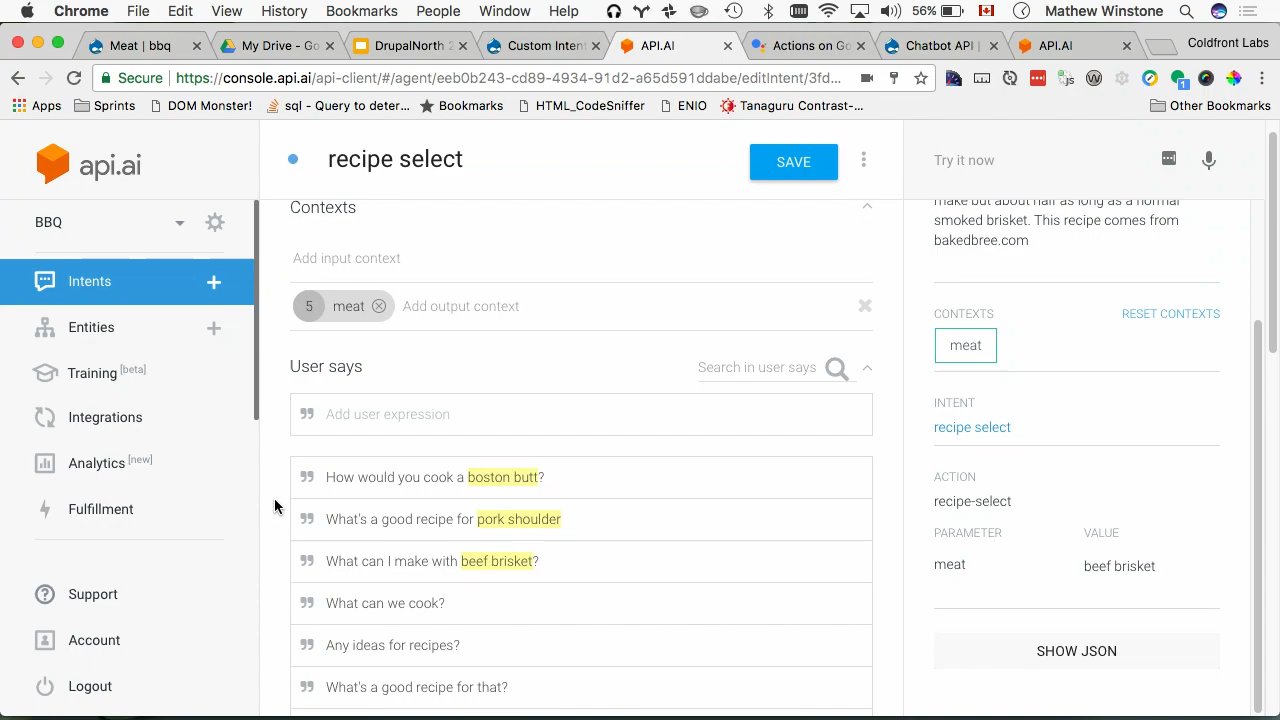 Chrome File Edit View History Bookmarks People Window Help 56% Mathew Winstone
Meat | bbq My Drive - Go DrupalNorth 2 Custom Inten API.AI Actions on Go Chatbot API | API.AI Coldfront Labs
Secure https://console.api.ai/api-client/#/agent/eeb0b243-cd89-4934-91d2-a65d591ddabe/editIntent/3fd...
Apps Sprints DOM Monster! sql - Query to deter... Bookmarks HTML_CodeSniffer ENIO Tanaguru Contrast-... Other Bookmarks
api.ai
recipe select
SAVE
Try it now
BBQ
Intents +
Entities +
Training [beta]
Integrations
Analytics [new]
Fulfillment
Support
Account
Logout
Contexts
Add input context
5 meat Add output context
User says Search in user says
Add user expression
How would you cook a boston butt?
What's a good recipe for pork shoulder
What can I make with beef brisket?
What can we cook?
Any ideas for recipes?
What's a good recipe for that?
make but about half as long as a normal
smoked brisket. This recipe comes from
bakedbree.com
CONTEXTS RESET CONTEXTS
meat
INTENT
recipe select
ACTION
recipe-select
PARAMETER VALUE
meat beef brisket
SHOW JSON